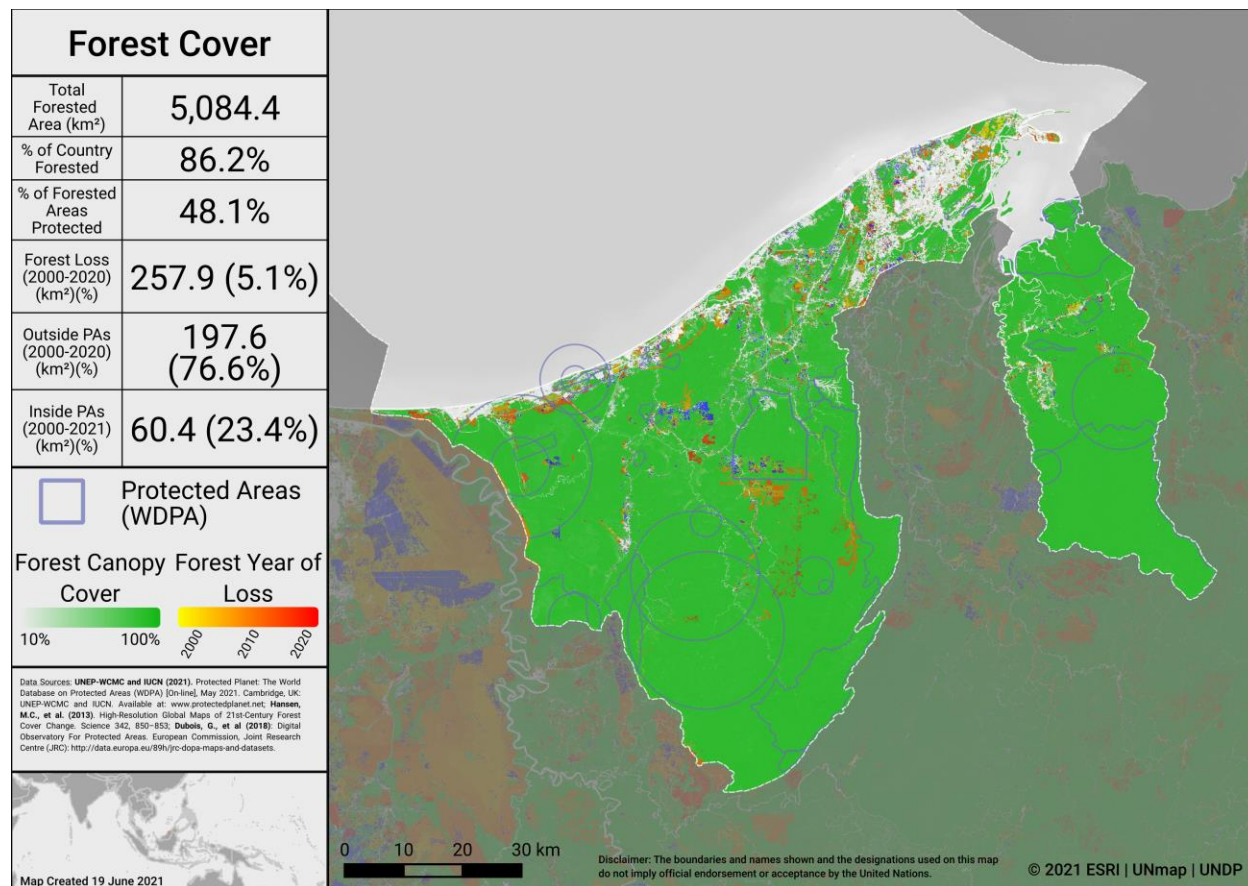 Forest Cover
Total
Forested
Area (km²)
5,084.4
% of Country
Forested
86.2%
% of Forested
Areas
Protected
48.1%
Forest Loss
(2000-2020)
(km²)(%)
257.9 (5.1%)
Outside PAs
(2000-2020)
(km²)(%)
197.6
(76.6%)
Inside PAs
(2000-2021)
(km²)(%)
60.4 (23.4%)
Protected Areas
(WDPA)
Forest Canopy
Cover
10% 100%
Forest Year of
Loss
2000 2010 2020
Data Sources: UNEP-WCMC and IUCN (2021). Protected Planet: The World
Database on Protected Areas (WDPA) [On-line], May 2021. Cambridge, UK:
UNEP-WCMC and IUCN. Available at: www.protectedplanet.net; Hansen,
M.C., et al. (2013). High-Resolution Global Maps of 21st-Century Forest
Cover Change. Science 342, 850–853; Dubois, G., et al (2018): Digital
Observatory For Protected Areas. European Commission, Joint Research
Centre (JRC): http://data.europa.eu/89h/jrc-dopa-maps-and-datasets.
Map Created 19 June 2021
0 10 20 30 km
Disclaimer: The boundaries and names shown and the designations used on this map
do not imply official endorsement or acceptance by the United Nations.
© 2021 ESRI | UNmap | UNDP